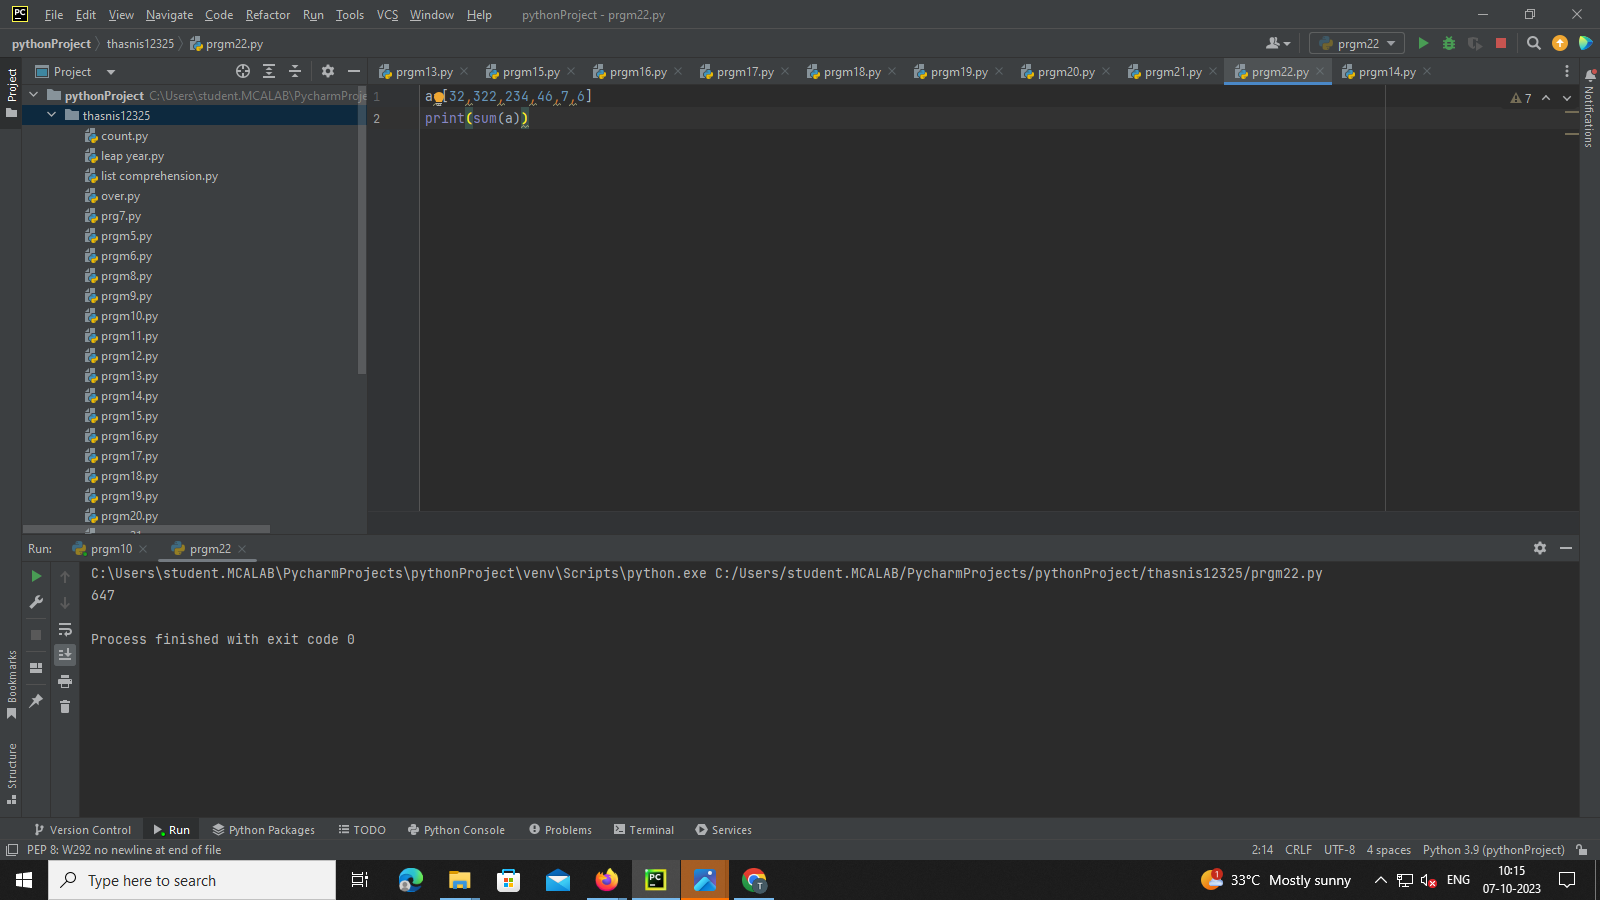 PC File Edit View Navigate Code Refactor Run Tools VCS Window Help pythonProject - prgm22.py
pythonProject thasnis12325 prgm22.py prgm22
Project prgm13.py prgm15.py prgm16.py prgm17.py prgm18.py prgm19.py prgm20.py prgm21.py prgm22.py prgm14.py
Project
Notifications
pythonProject C:\Users\student.MCALAB\PycharmProje
thasnis12325
count.py
leap year.py
list comprehension.py
over.py
prg7.py
prgm5.py
prgm6.py
prgm8.py
prgm9.py
prgm10.py
prgm11.py
prgm12.py
prgm13.py
prgm14.py
prgm15.py
prgm16.py
prgm17.py
prgm18.py
prgm19.py
prgm20.py
1 a [32,322,234,46,7,6]
7
2 print(sum(a))
Run: prgm10 prgm22
C:\Users\student.MCALAB\PycharmProjects\pythonProject\venv\Scripts\python.exe C:/Users/student.MCALAB/PycharmProjects/pythonProject/thasnis12325/prgm22.py
647
Process finished with exit code 0
Bookmarks
Structure
Version Control Run Python Packages TODO Python Console Problems Terminal Services
PEP 8: W292 no newline at end of file 2:14 CRLF UTF-8 4 spaces Python 3.9 (pythonProject)
Type here to search PC T 1 33°C Mostly sunny ENG 10:15
07-10-2023